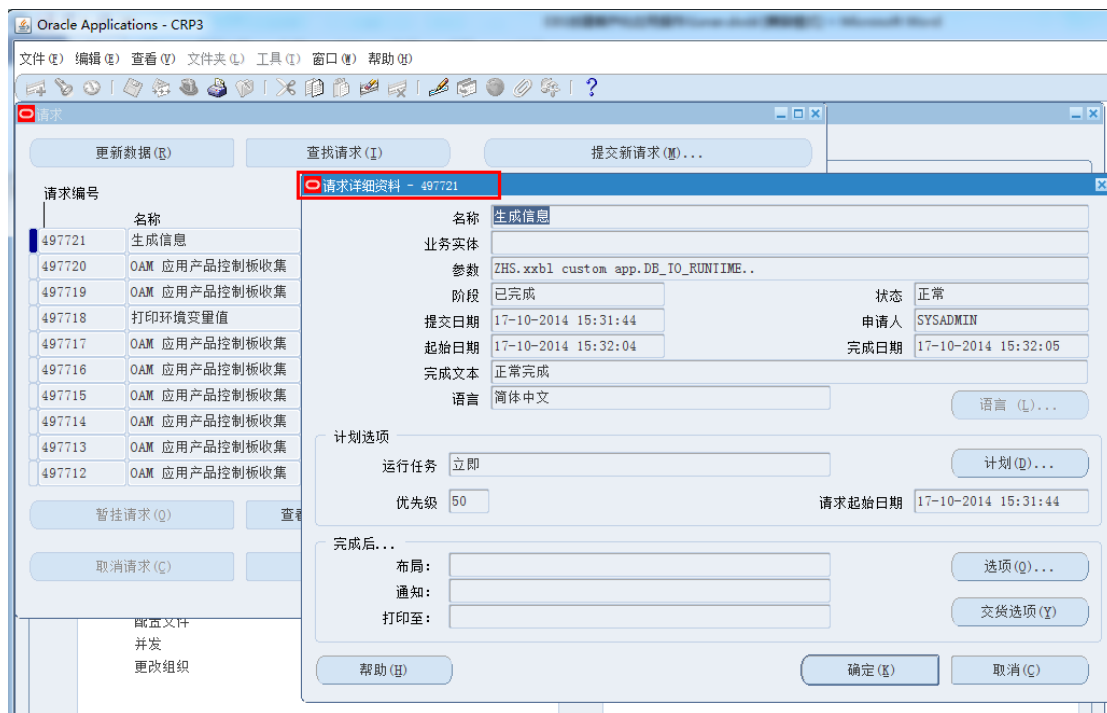 Oracle Applications - CRP3
文件(F) 编辑(E) 查看(V) 文件夹(L) 工具(T) 窗口(W) 帮助(H)
请求
更新数据(R) 查找请求(I) 提交新请求(M)...
请求详细资料 - 497721
请求编号
名称
497721 生成信息
497720 OAM 应用产品控制板收集
497719 OAM 应用产品控制板收集
497718 打印环境变量值
497717 OAM 应用产品控制板收集
497716 OAM 应用产品控制板收集
497715 OAM 应用产品控制板收集
497714 OAM 应用产品控制板收集
497713 OAM 应用产品控制板收集
497712 OAM 应用产品控制板收集
暂挂请求(O) 查看
取消请求(C)
配置文件
并发
更改组织
名称 生成信息
业务实体
参数 ZHS.xxbl custom app.DB_TO_RUNTIME..
阶段 已完成 状态 正常
提交日期 17-10-2014 15:31:44 申请人 SYSADMIN
起始日期 17-10-2014 15:32:04 完成日期 17-10-2014 15:32:05
完成文本 正常完成
语言 简体中文 语言 (L)...
计划选项
运行任务 立即 计划(D)...
优先级 50 请求起始日期 17-10-2014 15:31:44
完成后...
布局: 选项(O)...
通知:
打印至: 交货选项(Y)
帮助(H) 确定(K) 取消(C)